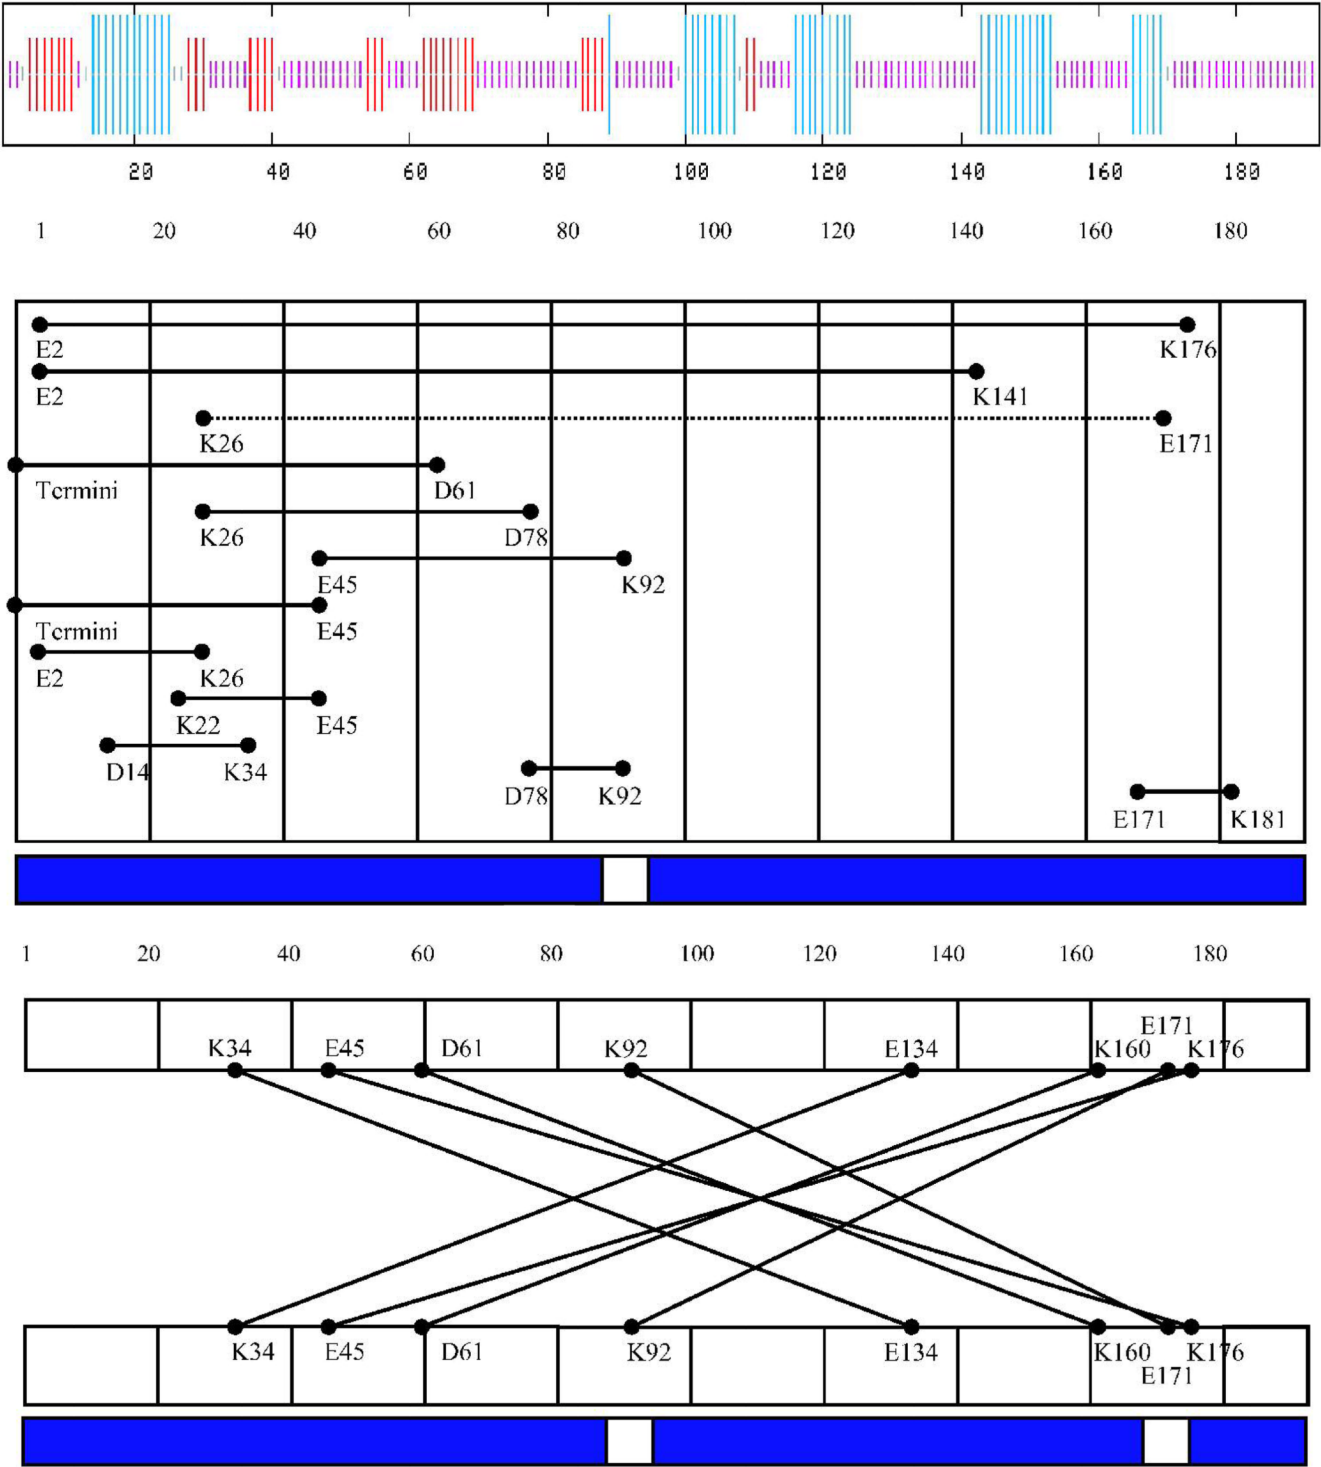 20 40 60 80 100 120 140 160 180
1 20 40 60 80 100 120 140 160 180
E2 K176
E2 K141
K26 E171
Termini D61
K26 D78
E45 K92
Termini E45
E2 K26
K22 E45
D14 K34
D78 K92
E171 K181
1 20 40 60 80 100 120 140 160 180
E171
K34 E45 D61 K92 E134 K160 K176
K34 E45 D61 K92 E134 K160 K176
E171